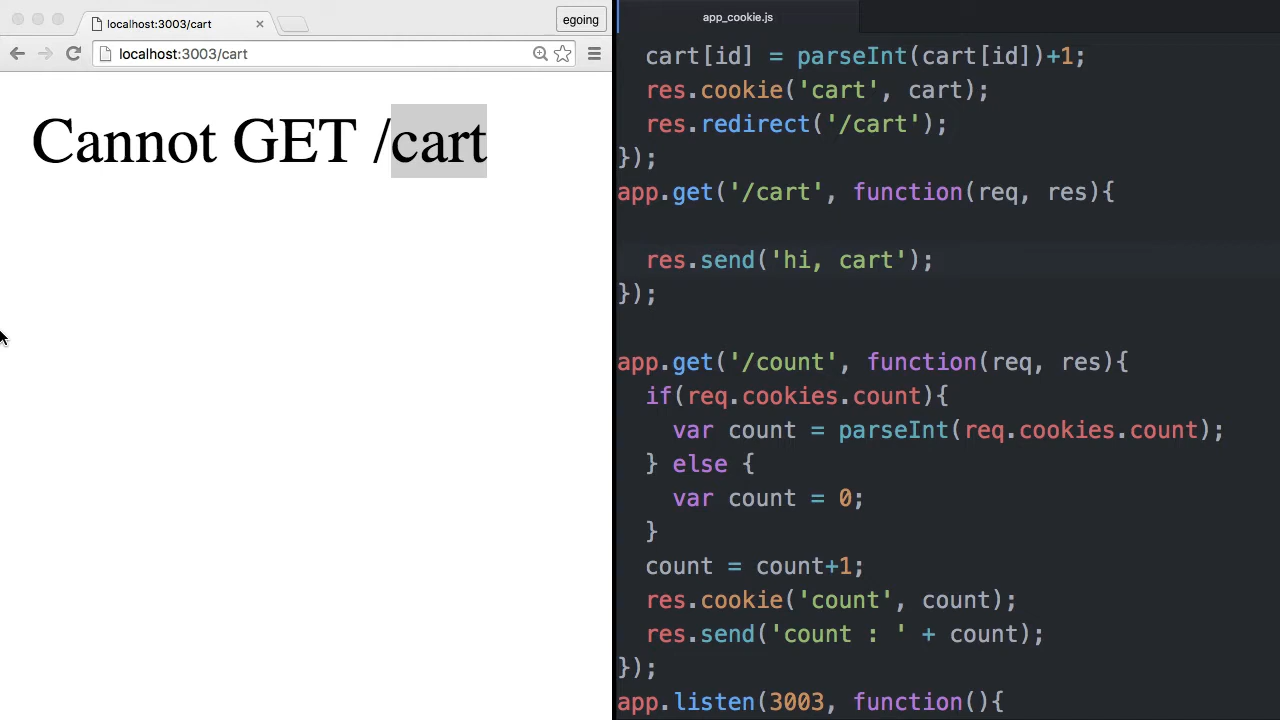 localhost:3003/cart
egoing
localhost:3003/cart
Cannot GET /cart
app_cookie.js
cart[id] = parseInt(cart[id])+1;
res.cookie('cart', cart);
res.redirect('/cart');
});
app.get('/cart', function(req, res){
res.send('hi, cart');
});
app.get('/count', function(req, res){
if(req.cookies.count){
var count = parseInt(req.cookies.count);
} else {
var count = 0;
}
count = count+1;
res.cookie('count', count);
res.send('count : ' + count);
});
app.listen(3003, function(){